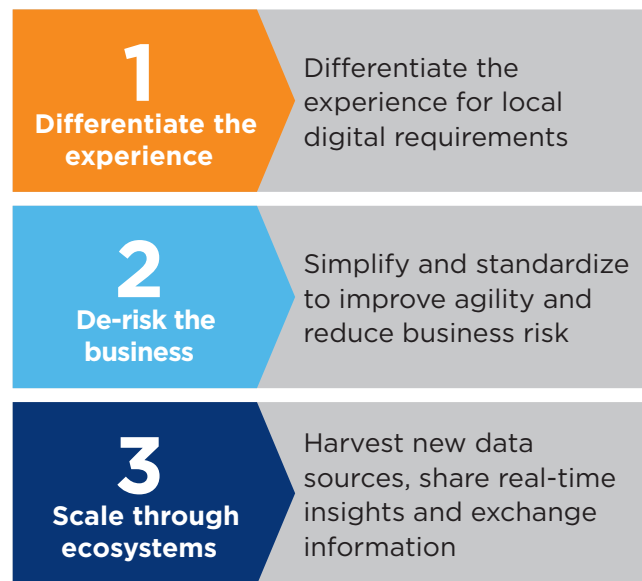 1
Differentiate the
experience
Differentiate the
experience for local
digital requirements
2
De-risk the
business
Simplify and standardize
to improve agility and
reduce business risk
3
Scale through
ecosystems
Harvest new data
sources, share real-time
insights and exchange
information